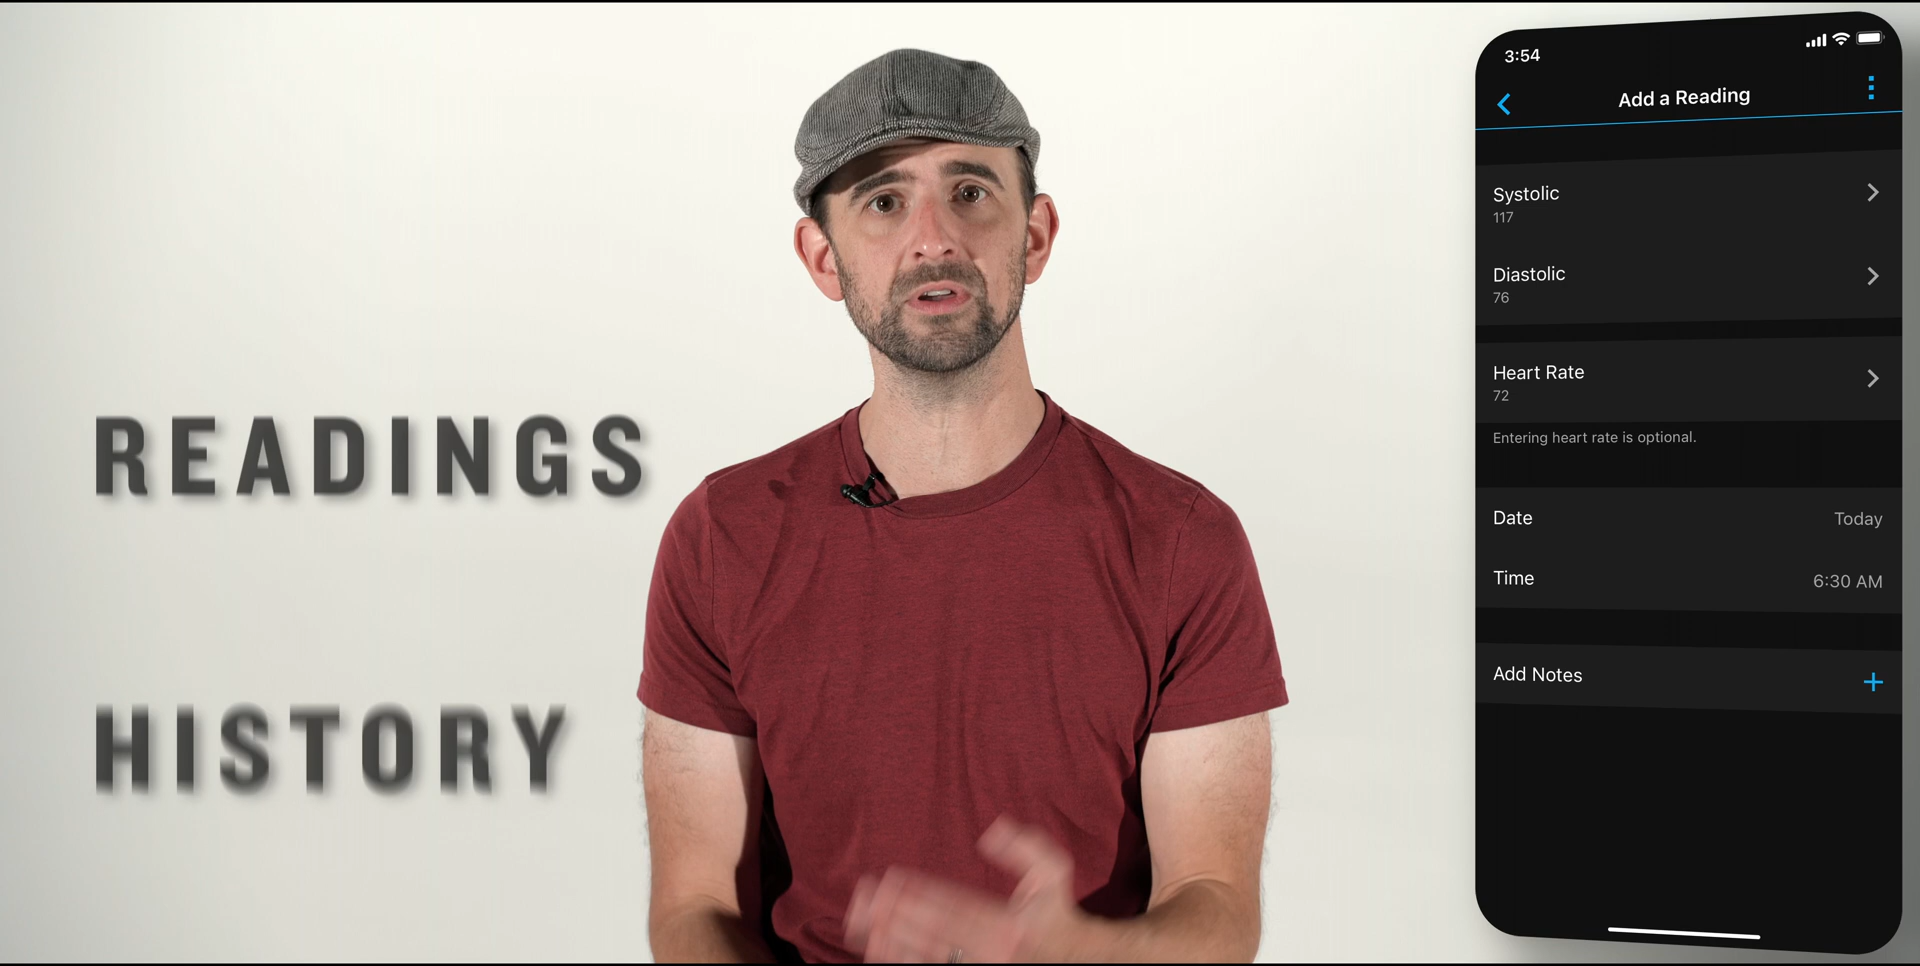 READINGS
HISTORY
3:54
Add a Reading
Systolic
117
Diastolic
76
Heart Rate
72
Entering heart rate is optional.
Date Today
Time 6:30 AM
Add Notes